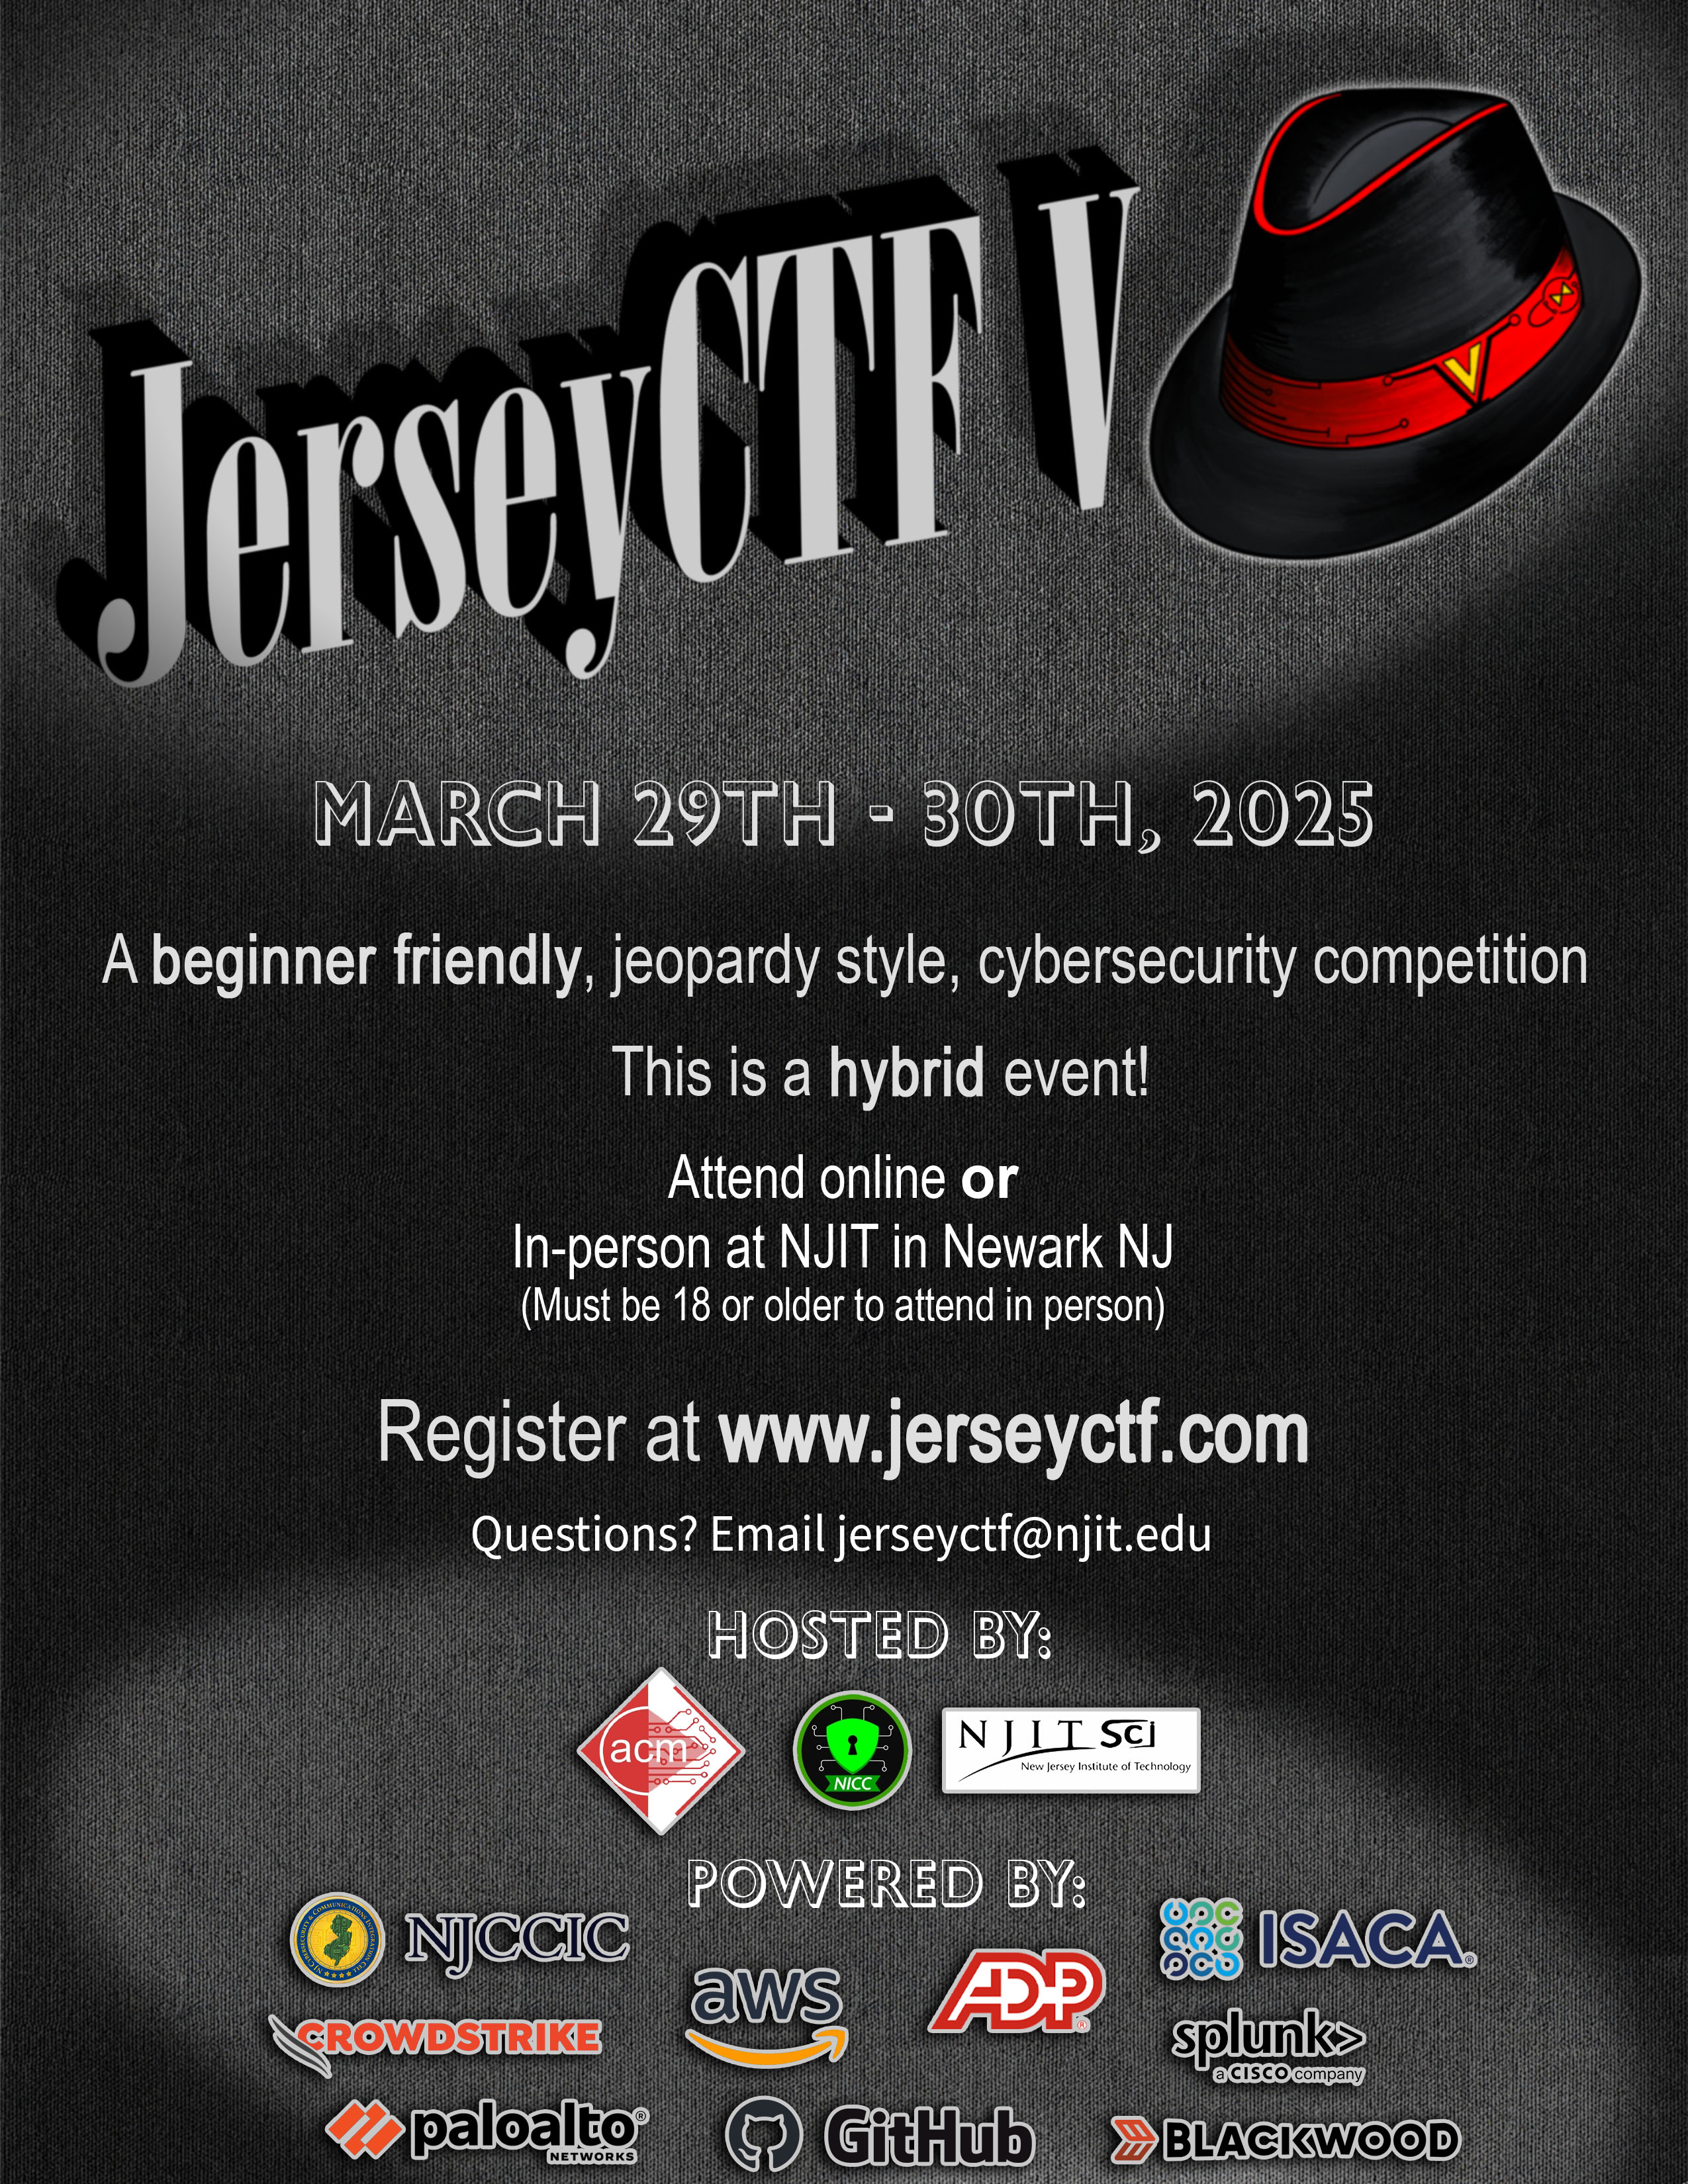 JerseyCTF V
V
MARCH 29TH - 30TH, 2025
A beginner friendly, jeopardy style, cybersecurity competition
This is a hybrid event!
Attend online or
In-person at NJIT in Newark NJ
(Must be 18 or older to attend in person)
Register at www.jerseyctf.com
Questions? Email jerseyctf@njit.edu
HOSTED BY:
acm
NICC
NJIT SCI
New Jersey Institute of Technology
POWERED BY:
NJCCIC
ISACA®
aws
ADP®
CROWDSTRIKE
splunk>
a CISCO company
paloalto®
NETWORKS
GitHub
BLACKWOOD